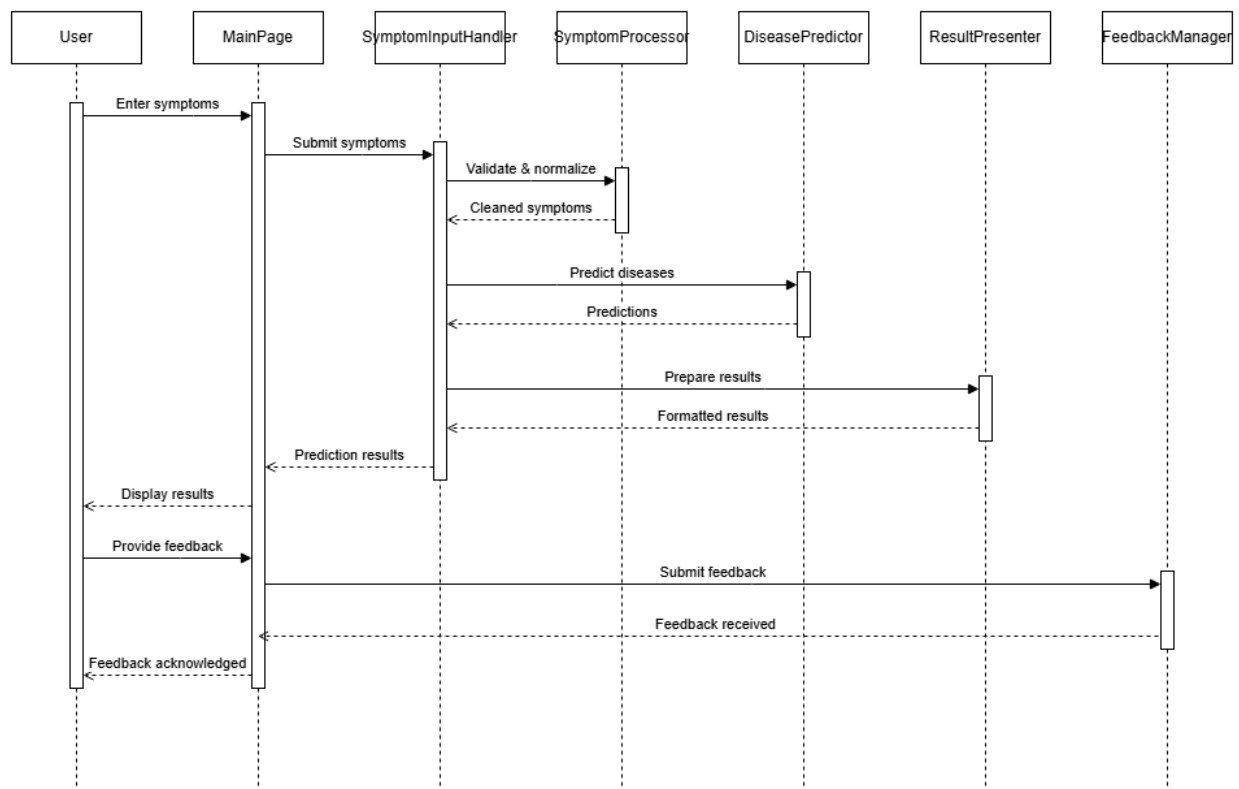 User
MainPage
SymptomInputHandler
SymptomProcessor
DiseasePredictor
ResultPresenter
FeedbackManager
Enter symptoms
Submit symptoms
Validate & normalize
Cleaned symptoms
Predict diseases
Predictions
Prepare results
Formatted results
Prediction results
Display results
Provide feedback
Submit feedback
Feedback received
Feedback acknowledged